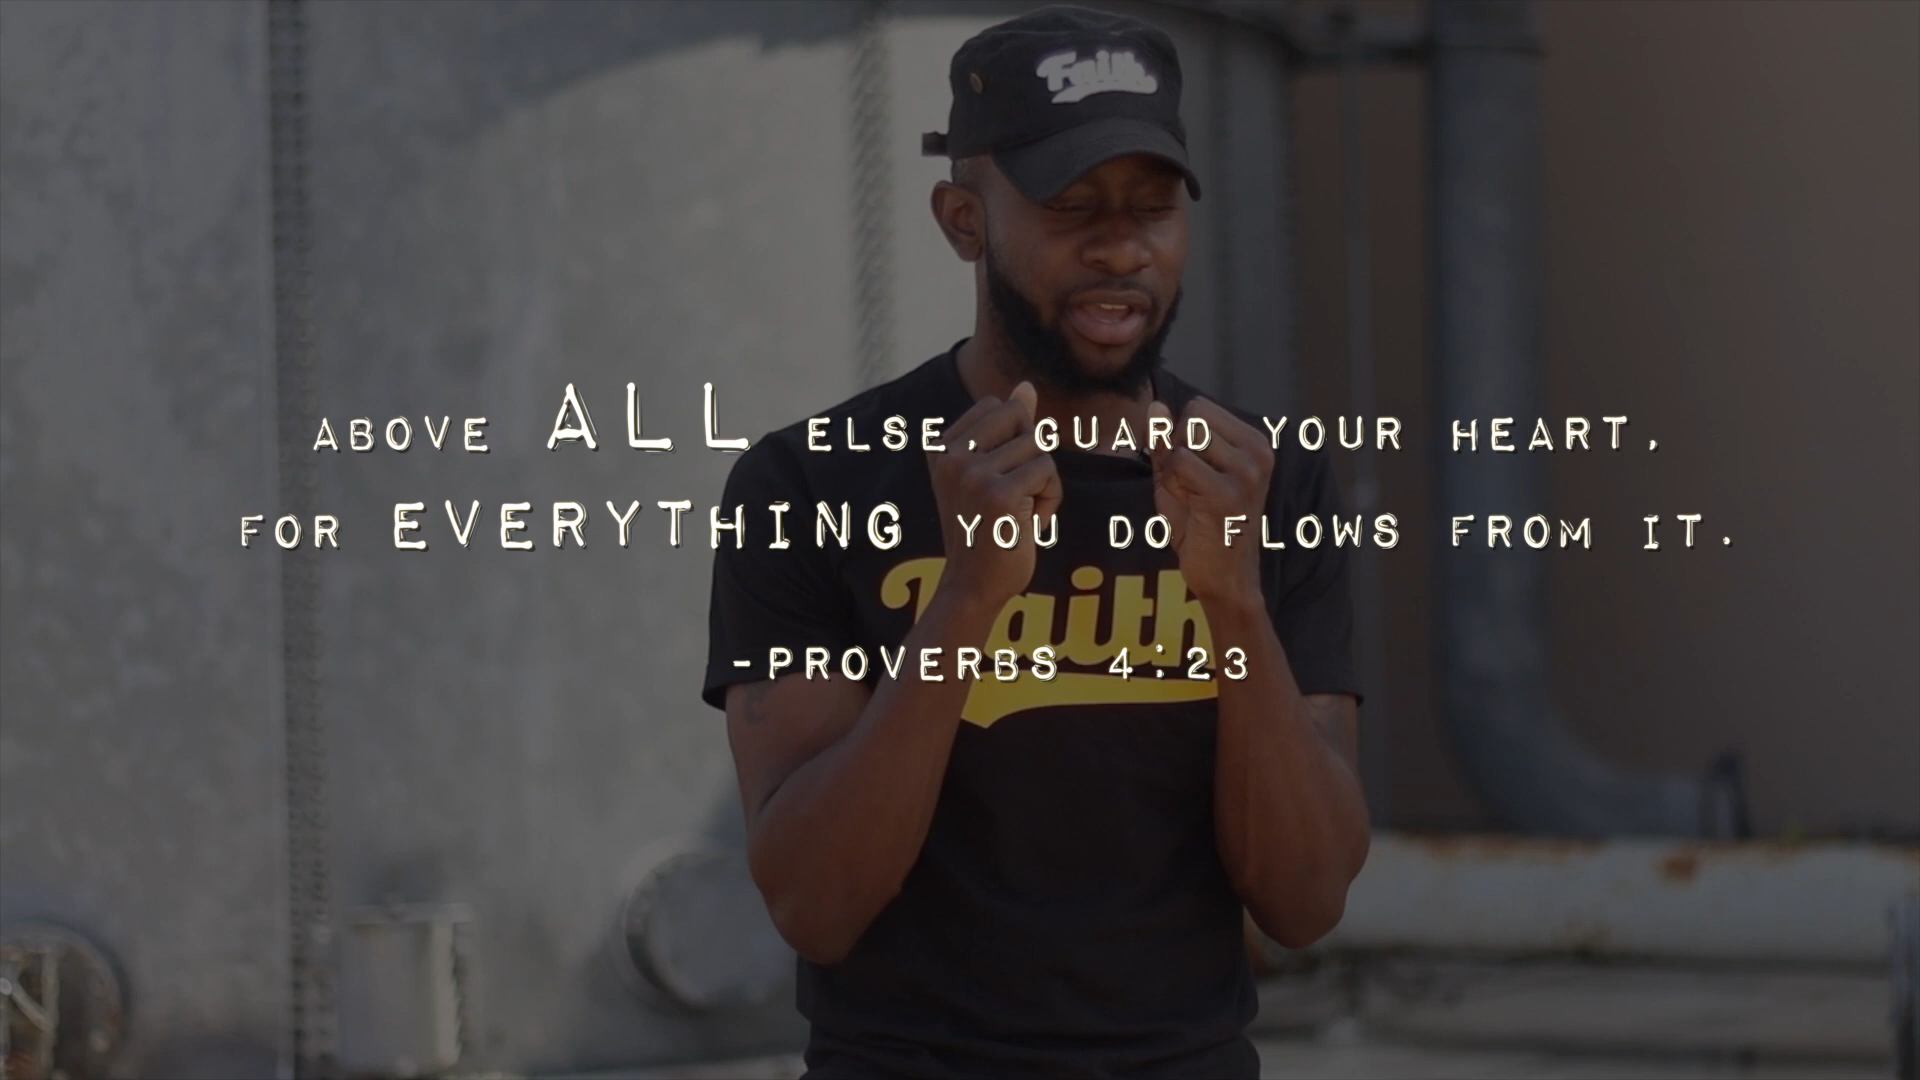 Faith
ABOVE ALL ELSE, GUARD YOUR HEART,
FOR EVERYTHING YOU DO FLOWS FROM IT.
Faith
-PROVERBS 4:23